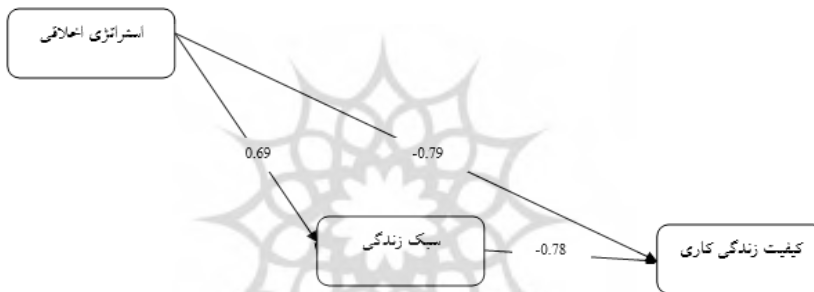 استراتژی اخلاقی
0.69
-0.79
سبک زندگی
-0.78
کیفیت زندگی کاری